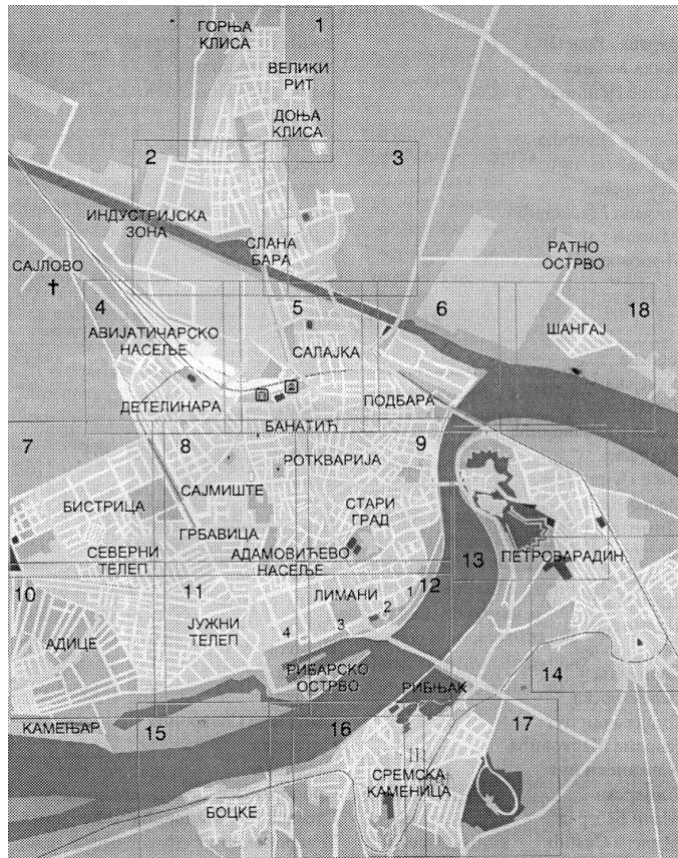 ГОРЊА
КЛИСА
1
ВЕЛИКИ
РИТ
ДОЊА
КЛИСА
2
3
ИНДУСТРИЈСКА
ЗОНА
СЛАНА
БАРА
РАТНО
ОСТРВО
САЈЛОВО
4
5
6
18
АВИЈАТИЧАРСКО
НАСЕЉЕ
САЛАЈКА
ШАНГАЈ
ДЕТЕЛИНАРА
ПОДБАРА
БАНАТИЋ
7
8
9
РОТКВАРИЈА
БИСТРИЦА
САЈМИШТЕ
СТАРИ
ГРАД
ГРБАВИЦА
СЕВЕРНИ
ТЕЛЕП
АДАМОВИЋЕВО
НАСЕЉЕ
13
ПЕТРОВАРАДИН
10
11
12
ЛИМАНИ
1
2
3
4
ЈУЖНИ
ТЕЛЕП
АДИЦЕ
РИБАРСКО
ОСТРВО
РИБЊАК
14
КАМЕЊАР
15
16
17
СРЕМСКА
КАМЕНИЦА
БОЦКЕ